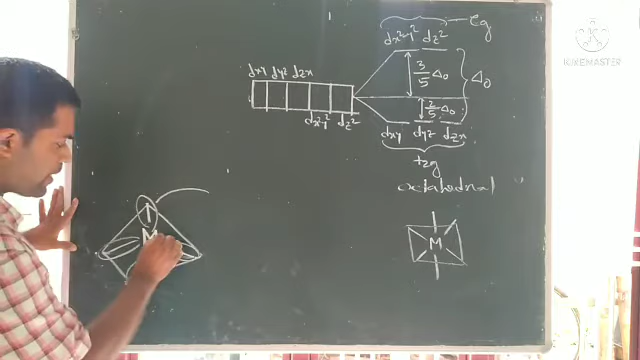 eg
dx²-y² dz²
dxy dyz dzx
3/5 Δo
Δo
2/5 Δo
dx²-y² dz²
dxy dyz dzx
t2g
octahedral
M
M
KINEMASTER